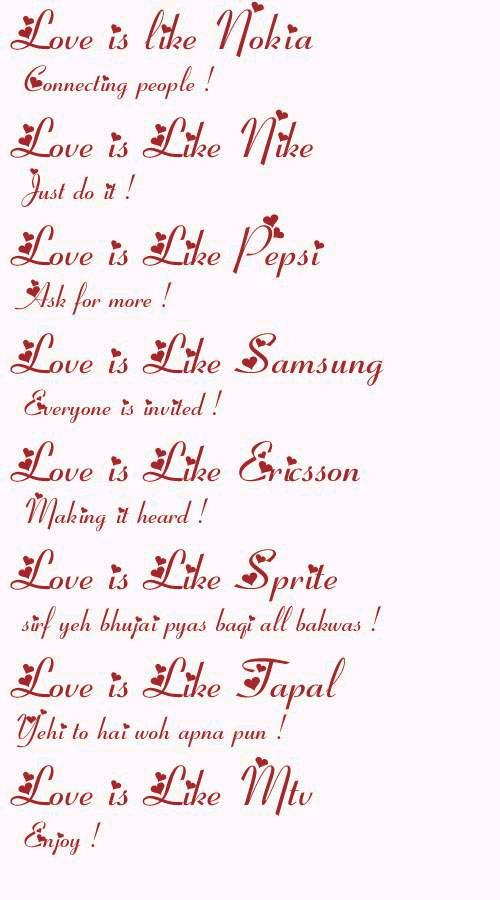 Love is like Nokia
Connecting people !
Love is Like Nike
Just do it !
Love is Like Pepsi
Ask for more !
Love is Like Samsung
Everyone is invited !
Love is Like Ericsson
Making it heard !
Love is Like Sprite
sirf yeh bhujai pyas baqi all bakwas !
Love is Like Tapal
Yehi to hai woh apna pun !
Love is Like Mtv
Enjoy !